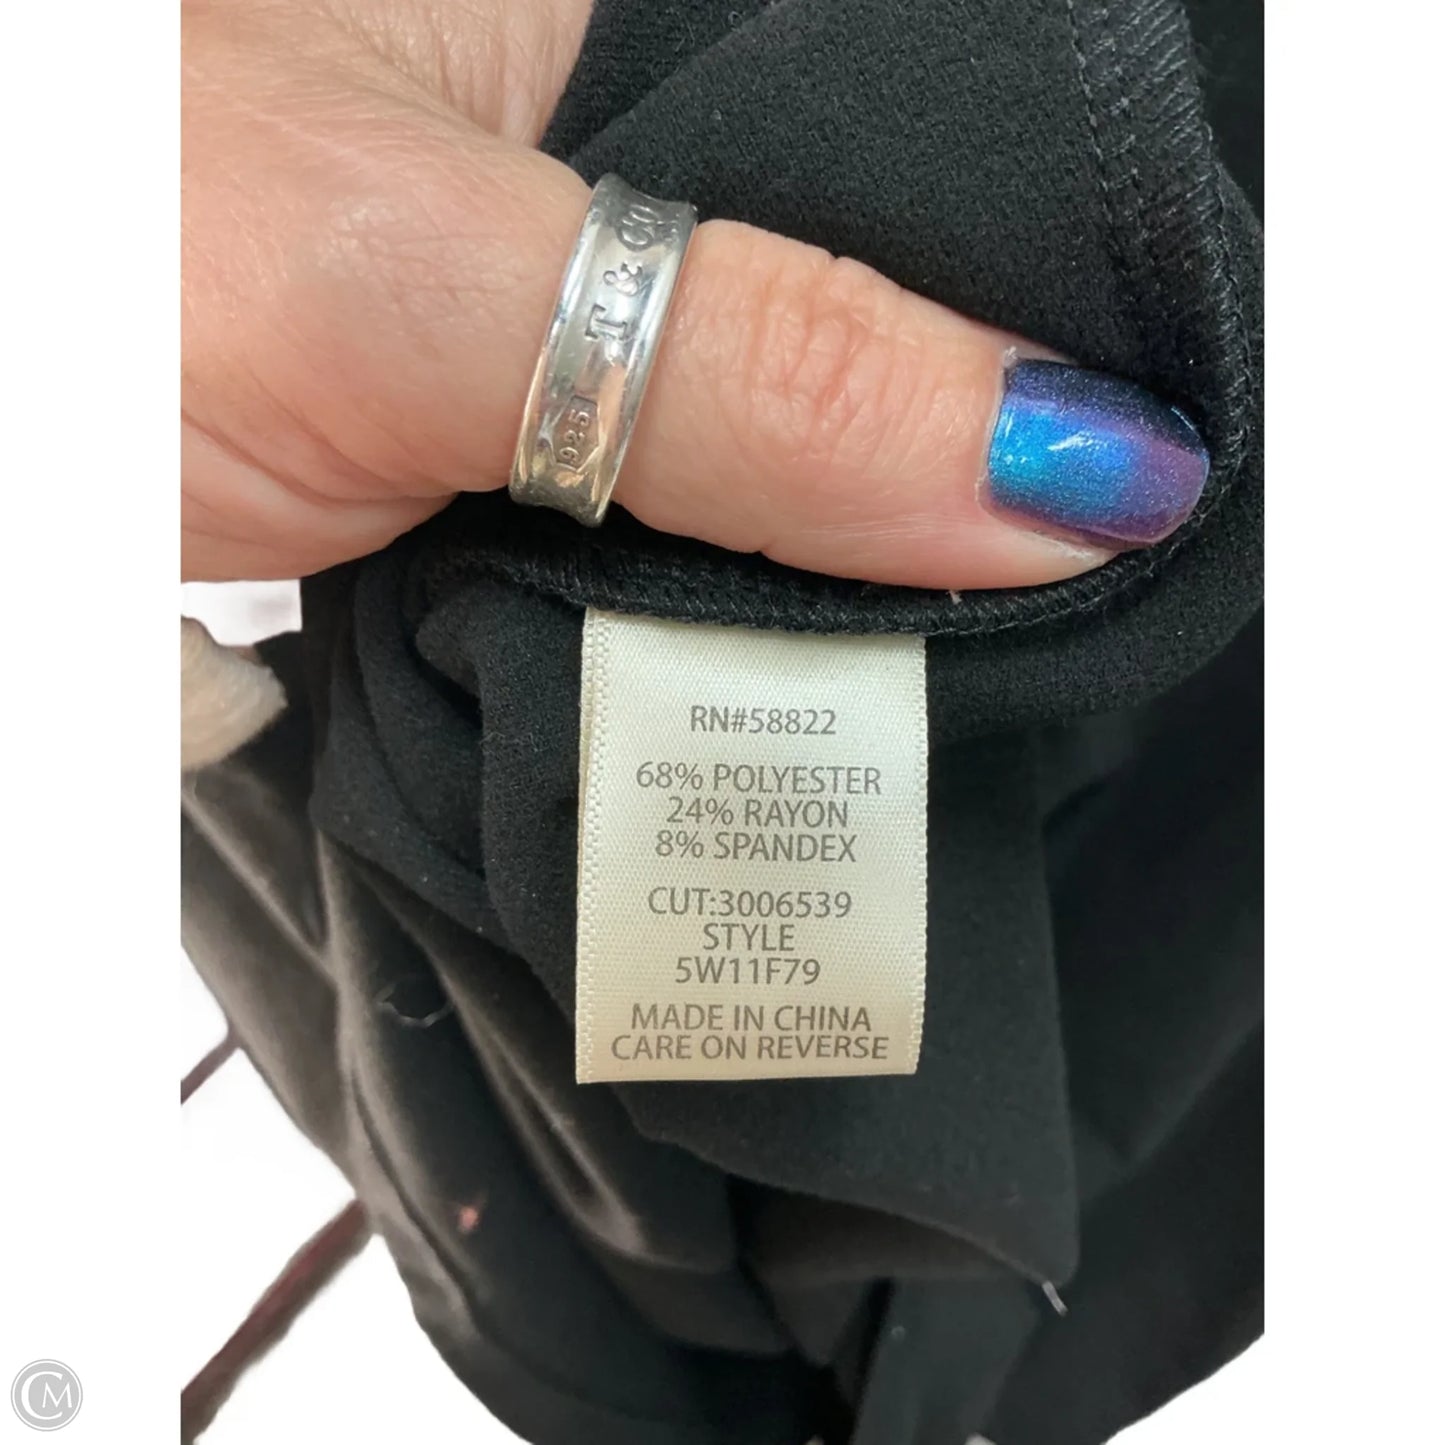 T & CO
925
RN#58822
68% POLYESTER
24% RAYON
8% SPANDEX
CUT:3006539
STYLE
5W11F79
MADE IN CHINA
CARE ON REVERSE
CM